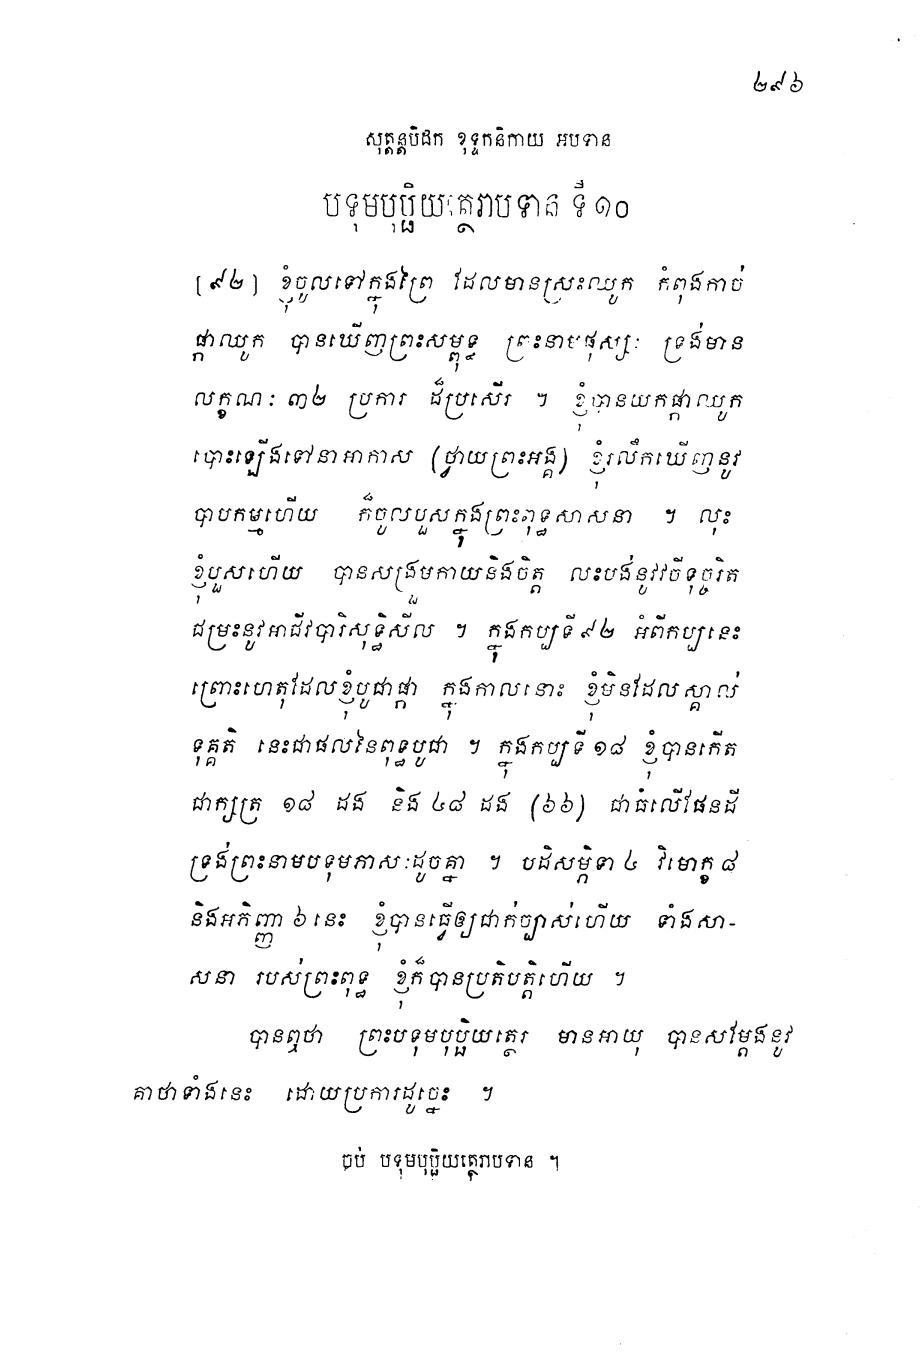 ២៩៦
សុត្តន្តបិដក ខុទ្ទកនិកាយ អបទាន
បទុមបុប្ផិយត្ថេរាបទាន ទី ១០
[៩២] ខ្ញុំចូលទៅក្នុងព្រៃ ដែលមានស្រះឈូក កំពុងកាច់
ផ្កាឈូក បានឃើញព្រះសម្ពុទ្ធ ព្រះនាមផុស្សៈ ទ្រង់មាន
លក្ខណៈ ៣២ ប្រការ ដ៏ប្រសើរ ។ ខ្ញុំបានយកផ្កាឈូក
បោះឡើងទៅនាអាកាស (ថ្វាយព្រះអង្គ) ខ្ញុំរលឹកឃើញនូវ
បាបកម្មហើយ ក៏ចូលបួសក្នុងព្រះពុទ្ធសាសនា ។ លុះ
ខ្ញុំបួសហើយ បានសង្រួមកាយនិងចិត្ត លះបង់នូវវចីទុច្ចរិត
ជម្រះនូវអាជីវបារិសុទ្ធិសីល ។ ក្នុងកប្បទី ៩២ អំពីកប្បនេះ
ព្រោះហេតុដែលខ្ញុំបូជាផ្កា ក្នុងកាលនោះ ខ្ញុំមិនដែលស្គាល់
ទុគ្គតិ នេះជាផលនៃពុទ្ធបូជា ។ ក្នុងកប្បទី ១៨ ខ្ញុំបានកើត
ជាក្សត្រ ១៨ ដង និង ៤៨ ដង (៦៦) ជាធំលើផែនដី
ទ្រង់ព្រះនាមបទុមភាសៈដូចគ្នា ។ បដិសម្ភិទា ៤ វិមោក្ខ ៨
និងអភិញ្ញា ៦ នេះ ខ្ញុំបានធ្វើឲ្យជាក់ច្បាស់ហើយ ទាំងសា-
សនា របស់ព្រះពុទ្ធ ខ្ញុំក៏បានប្រតិបត្តិហើយ ។
បានឮថា ព្រះបទុមបុប្ផិយត្ថេរ មានអាយុ បានសម្ដែងនូវ
គាថាទាំងនេះ ដោយប្រការដូច្នេះ ។
ចប់ បទុមបុប្ផិយត្ថេរាបទាន ។